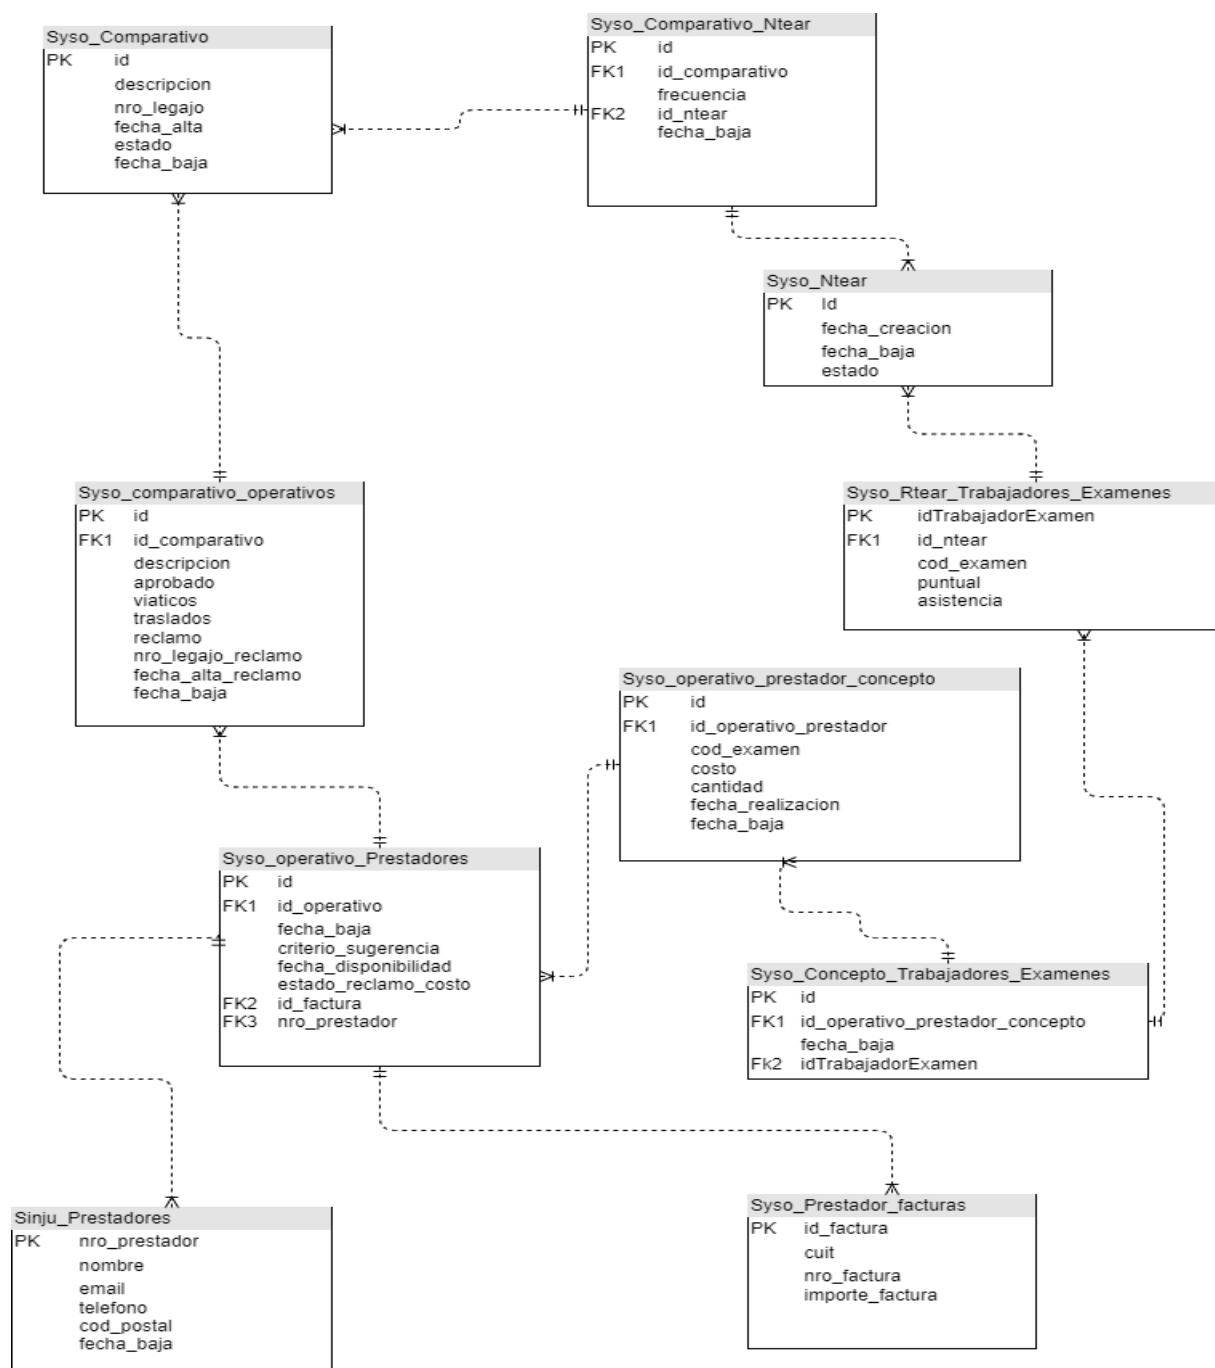 Syso_Comparativo
PK id
descripcion
nro_legajo
fecha_alta
estado
fecha_baja
Syso_Comparativo_Ntear
PK id
FK1 id_comparativo
frecuencia
FK2 id_ntear
fecha_baja
Syso_Ntear
PK Id
fecha_creacion
fecha_baja
estado
Syso_comparativo_operativos
PK id
FK1 id_comparativo
descripcion
aprobado
viaticos
traslados
reclamo
nro_legajo_reclamo
fecha_alta_reclamo
fecha_baja
Syso_Rtear_Trabajadores_Examenes
PK idTrabajadorExamen
FK1 id_ntear
cod_examen
puntual
asistencia
Syso_operativo_prestador_concepto
PK id
FK1 id_operativo_prestador
cod_examen
costo
cantidad
fecha_realizacion
fecha_baja
Syso_operativo_Prestadores
PK id
FK1 id_operativo
fecha_baja
criterio_sugerencia
fecha_disponibilidad
estado_reclamo_costo
FK2 id_factura
FK3 nro_prestador
Syso_Concepto_Trabajadores_Examenes
PK id
FK1 id_operativo_prestador_concepto
fecha_baja
Fk2 idTrabajadorExamen
Sinju_Prestadores
PK nro_prestador
nombre
email
telefono
cod_postal
fecha_baja
Syso_Prestador_facturas
PK id_factura
cuit
nro_factura
importe_factura